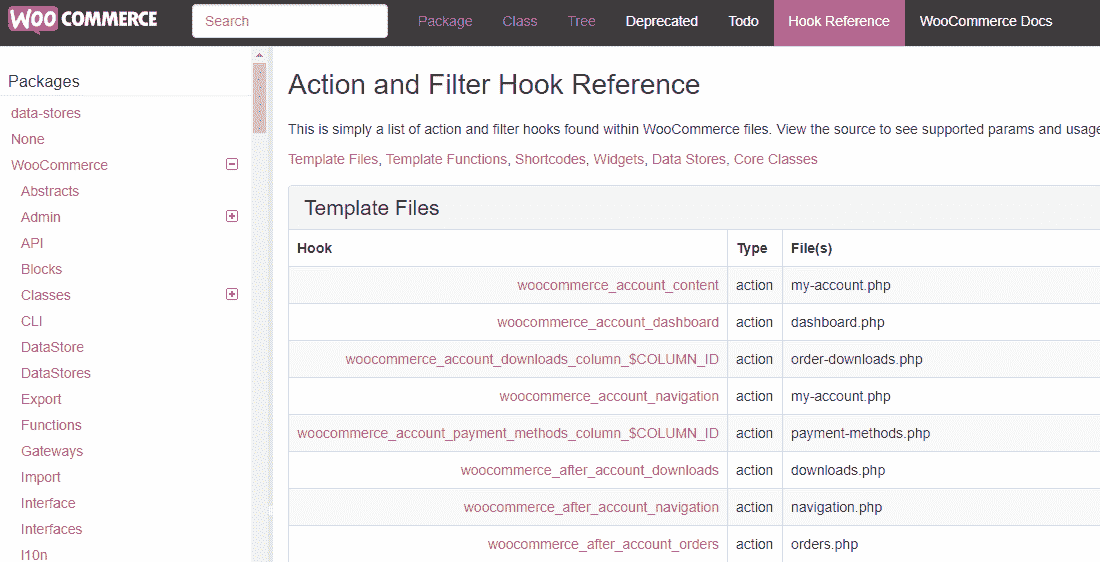 WOO COMMERCE
Search
Package
Class
Tree
Deprecated
Todo
Hook Reference
WooCommerce Docs
Packages
data-stores
None
WooCommerce
Abstracts
Admin
API
Blocks
Classes
CLI
DataStore
DataStores
Export
Functions
Gateways
Import
Interface
Interfaces
l10n
Action and Filter Hook Reference
This is simply a list of action and filter hooks found within WooCommerce files. View the source to see supported params and usage
Template Files, Template Functions, Shortcodes, Widgets, Data Stores, Core Classes
Template Files
Hook Type File(s)
woocommerce_account_content action my-account.php
woocommerce_account_dashboard action dashboard.php
woocommerce_account_downloads_column_$COLUMN_ID action order-downloads.php
woocommerce_account_navigation action my-account.php
woocommerce_account_payment_methods_column_$COLUMN_ID action payment-methods.php
woocommerce_after_account_downloads action downloads.php
woocommerce_after_account_navigation action navigation.php
woocommerce_after_account_orders action orders.php